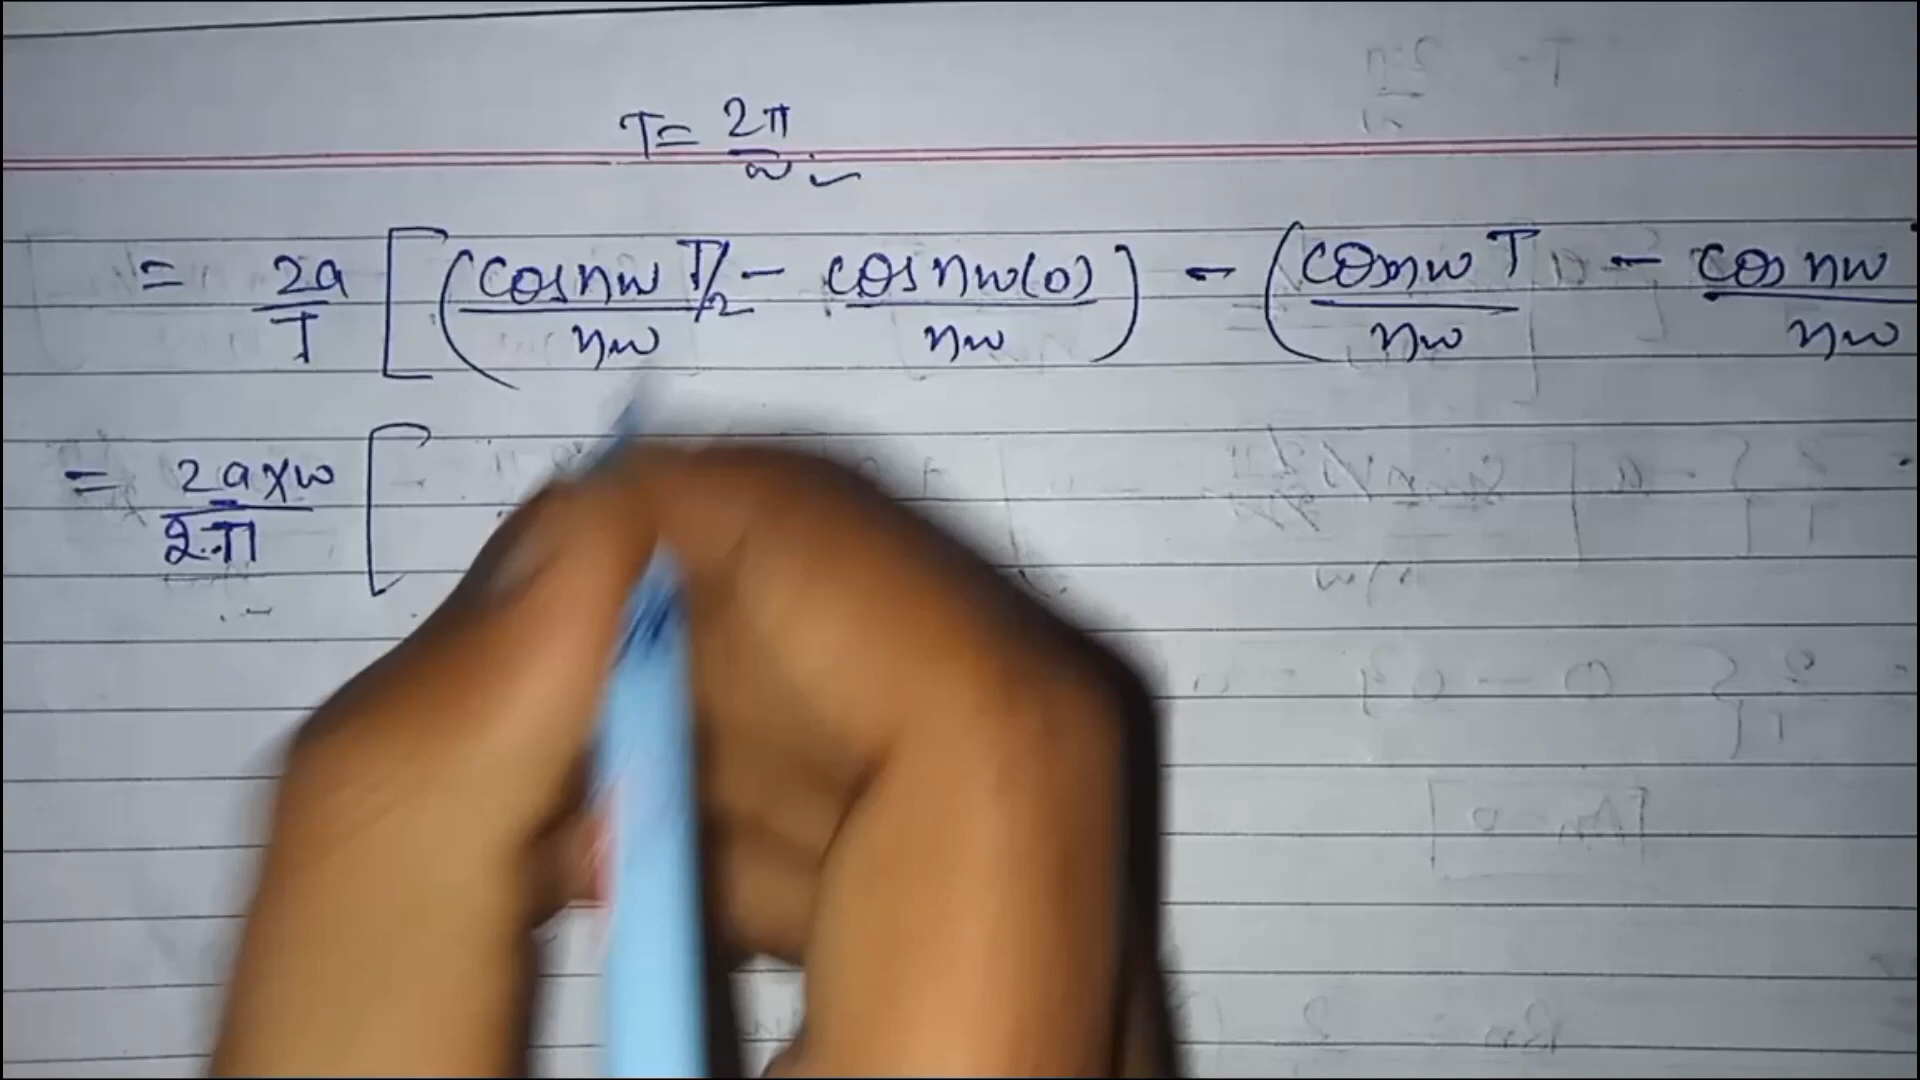 T = 2π/ω
= 2a/T [ ( cos nω T/2 / nω - cos nω(0) / nω ) - ( cos nω T / nω - cos nω / nω
= 2a×ω / 2π [